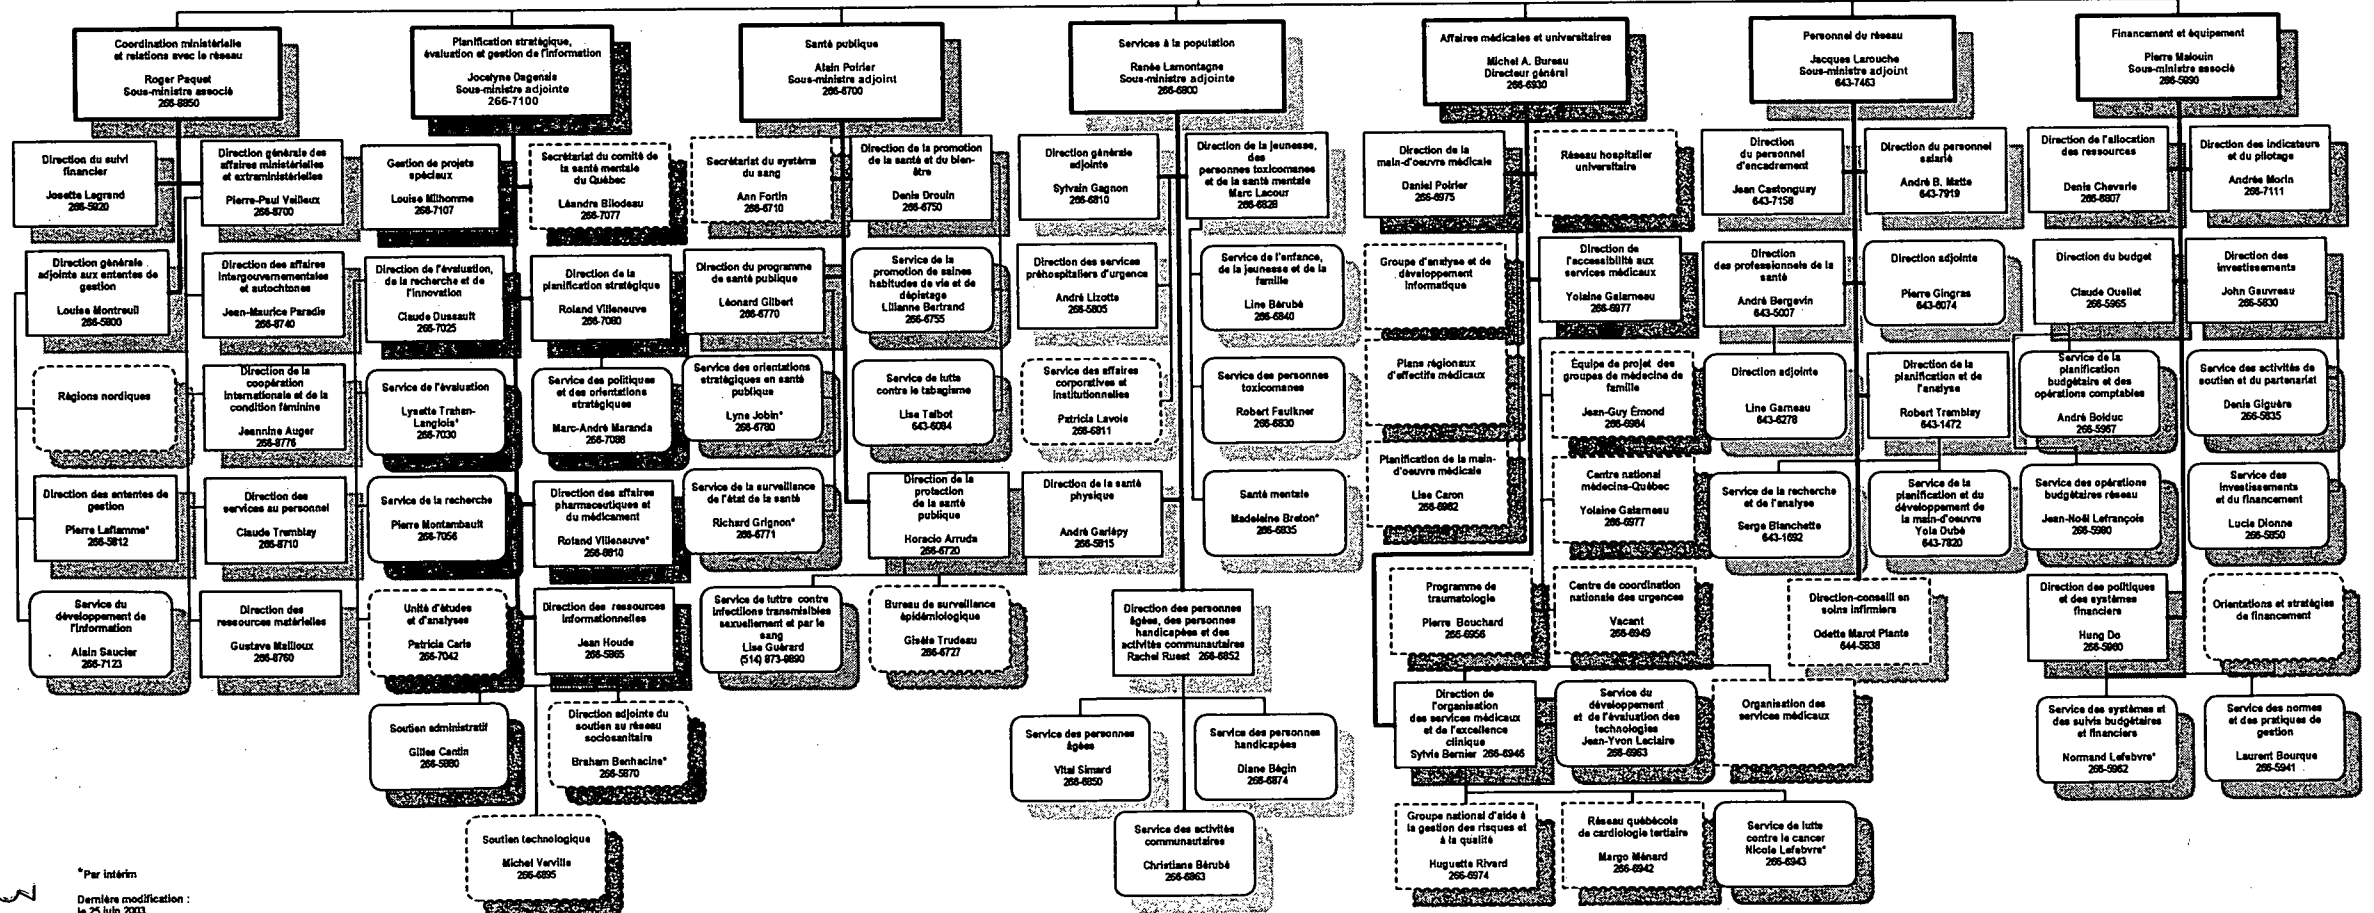 Coordination ministérielle
et relations avec le réseau
Roger Paquet
Sous-ministre associé
266-8850
Planification stratégique,
évaluation et gestion de l'information
Jocelyne Dagenais
Sous-ministre adjointe
266-7100
Santé publique
Alain Poirier
Sous-ministre adjoint
266-6700
Services à la population
Renée Lamontagne
Sous-ministre adjointe
266-6800
Affaires médicales et universitaires
Michel A. Bureau
Directeur général
266-6930
Personnel du réseau
Jacques Larouche
Sous-ministre adjoint
643-7463
Financement et équipement
Pierre Malouin
Sous-ministre associé
266-5990
Direction du suivi
financier
Josette Legrand
266-5920
Direction générale des
affaires ministérielles
et extraministérielles
Pierre-Paul Veilleux
266-8700
Direction générale
adjointe aux ententes de
gestion
Louise Montreuil
266-5800
Direction des affaires
intergouvernementales
et autochtones
Jean-Maurice Paradis
266-8740
Régions nordiques
Direction de la
coopération
internationale et de la
condition féminine
Jeannine Auger
266-8776
Direction des ententes de
gestion
Pierre Laflamme*
266-5812
Direction des
services au personnel
Claude Tremblay
266-8710
Service du
développement de
l'information
Alain Saucier
266-7123
Direction des
ressources matérielles
Gustave Mailloux
266-8760
Gestion de projets
spéciaux
Louise Milhomme
266-7107
Secrétariat du comité de
la santé mentale
du Québec
Léandre Bilodeau
266-7077
Direction de l'évaluation,
de la recherche et de
l'innovation
Claude Dussault
266-7025
Direction de la
planification stratégique
Roland Villeneuve
266-7080
Service de l'évaluation
Lysette Trahan-
Langlois*
266-7030
Service des politiques
et des orientations
stratégiques
Marc-André Maranda
266-7088
Service de la recherche
Pierre Montambault
266-7056
Direction des affaires
pharmaceutiques et
du médicament
Roland Villeneuve*
266-8810
Unité d'études
et d'analyses
Patricia Caris
266-7042
Direction des ressources
informationnelles
Jean Houde
266-5865
Soutien administratif
Gilles Cantin
266-5880
Direction adjointe du
soutien au réseau
sociosanitaire
Braham Benhacine*
266-5870
Soutien technologique
Michel Verville
266-6895
Secrétariat du système
du sang
Ann Fortin
266-6710
Direction de la promotion
de la santé et du bien-
être
Denis Drouin
266-6750
Direction du programme
de santé publique
Léonard Gilbert
266-6770
Service de la
promotion de saines
habitudes de vie et de
dépistage
Lilianne Bertrand
266-6755
Service des orientations
stratégiques en santé
publique
Lyne Jobin*
266-6780
Service de lutte
contre le tabagisme
Lise Talbot
643-6084
Service de la surveillance
de l'état de la santé
Richard Grignon*
266-6771
Direction de la
protection
de la santé
publique
Horacio Arruda
266-6720
Service de luttre contre
infections transmisibles
sexuellement et par le
sang
Lise Guérard
(514) 873-9890
Bureau de surveillance
épidémiologique
Gisèle Trudeau
266-6727
Direction générale
adjointe
Sylvain Gagnon
266-6810
Direction de la jeunesse,
des
personnes toxicomanes
et de la santé mentale
Marc Lacour
266-6828
Direction des services
préhospitaliers d'urgence
André Lizotte
266-5805
Service de l'enfance,
de la jeunesse et de la
famille
Line Bérubé
266-6840
Service des affaires
corporatives et
institutionnelles
Patricia Lavoie
266-6811
Service des personnes
toxicomanes
Robert Faulkner
266-6830
Direction de la santé
physique
André Gariépy
266-5815
Santé mentale
Madeleine Breton*
266-6835
Direction des personnes
âgées, des personnes
handicapées et des
activités communautaires
Rachel Ruest 266-6852
Service des personnes
âgées
Vital Simard
266-6850
Service des personnes
handicapées
Diane Bégin
266-6874
Service des activités
communautaires
Christiane Bérubé
266-6863
Direction de la
main-d'oeuvre médicale
Daniel Poirier
266-6975
Réseau hospitalier
universitaire
Groupe d'analyse et de
développement
informatique
Direction de
l'accessibilité aux
services médicaux
Yolaine Galarneau
266-6977
Plans régionaux
d'effectifs médicaux
Équipe de projet des
groupes de médecine de
famille
Jean-Guy Émond
266-6984
Planification de la main-
d'oeuvre médicale
Lise Caron
266-6982
Centre national
médecins-Québec
Yolaine Galarneau
266-6977
Programme de
traumatologie
Pierre Bouchard
266-6956
Centre de coordination
nationale des urgences
Vacant
266-6949
Direction de
l'organisation
des services médicaux
et de l'excellence
clinique
Sylvie Bernier 266-6946
Service du
développement
et de l'évaluation des
technologies
Jean-Yvon Leclaire
266-6963
Organisation des
services médicaux
Groupe national d'aide à
la gestion des risques et
à la qualité
Huguette Rivard
266-6974
Réseau québécois
de cardiologie tertiaire
Margo Ménard
266-6942
Service de lutte
contre le cancer
Nicole Lefebvre*
266-6943
Direction
du personnel
d'encadrement
Jean Castonguay
643-7158
Direction du personnel
salarié
André B. Matte
643-7919
Direction
des professionnels de la
santé
André Bergevin
643-5007
Direction adjointe
Pierre Gingras
643-6074
Direction adjointe
Line Garneau
643-6278
Direction de la
planification et de
l'analyse
Robert Tremblay
643-1472
Service de la recherche
et de l'analyse
Serge Blanchette
643-1692
Service de la
planification et du
développement de
la main-d'oeuvre
Yola Dubé
643-7820
Direction-conseil en
soins infirmiers
Odette Marot Plante
644-5838
Direction de l'allocation
des ressources
Denis Chevarie
266-8807
Direction des indicateurs
et du pilotage
Andrée Morin
266-7111
Direction du budget
Claude Ouellet
266-5965
Direction des
investissements
John Gauvreau
266-5830
Service de la
planification
budgétaire et des
opérations comptables
André Bolduc
266-5967
Service des activités de
soutien et du partenariat
Denis Giguère
266-5835
Service des opérations
budgétaires réseau
Jean-Noël Lefrançois
266-5980
Service des
investissements
et du financement
Lucie Dionne
266-5850
Direction des politiques
et des systèmes
financiers
Hung Do
266-5960
Orientations et stratégies
de financement
Service des systèmes et
des suivis budgétaires
et financiers
Normand Lefebvre*
266-5962
Service des normes
et des pratiques de
gestion
Laurent Bourque
266-5941
*Par intérim
Dernière modification :
le 25 juin 2003